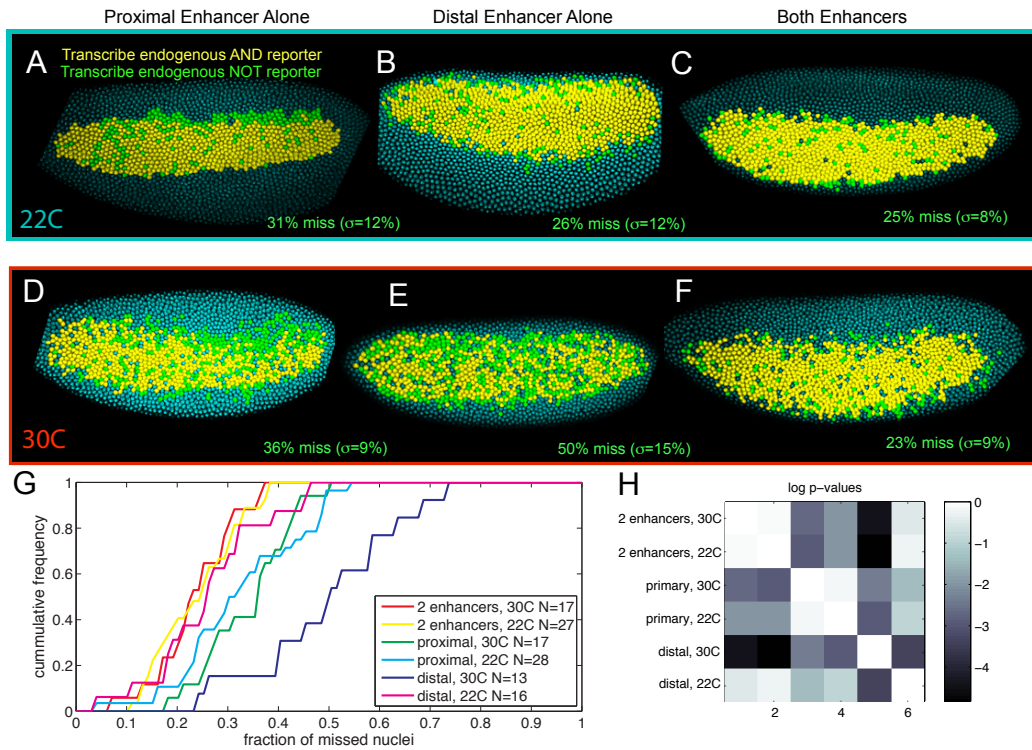 Proximal Enhancer Alone
Distal Enhancer Alone
Both Enhancers
A
Transcribe endogenous AND reporter
Transcribe endogenous NOT reporter
B
C
22C
31% miss (σ=12%)
26% miss (σ=12%)
25% miss (σ=8%)
D
E
F
30C
36% miss (σ=9%)
50% miss (σ=15%)
23% miss (σ=9%)
G
cummulative frequency
1
0.8
0.6
0.4
0.2
0
0 0.1 0.2 0.3 0.4 0.5 0.6 0.7 0.8 0.9 1
fraction of missed nuclei
2 enhancers, 30C N=17
2 enhancers, 22C N=27
proximal, 30C N=17
proximal, 22C N=28
distal, 30C N=13
distal, 22C N=16
H
log p-values
2 enhancers, 30C
2 enhancers, 22C
primary, 30C
primary, 22C
distal, 30C
distal, 22C
2 4 6
0
−1
−2
−3
−4